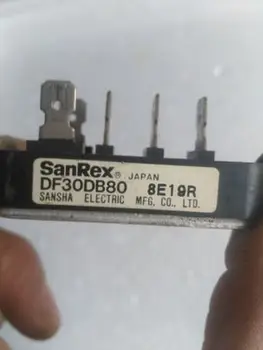 SanRex® JAPAN
DF30DB80 8E19R
SANSHA ELECTRIC MFG. CO., LTD.